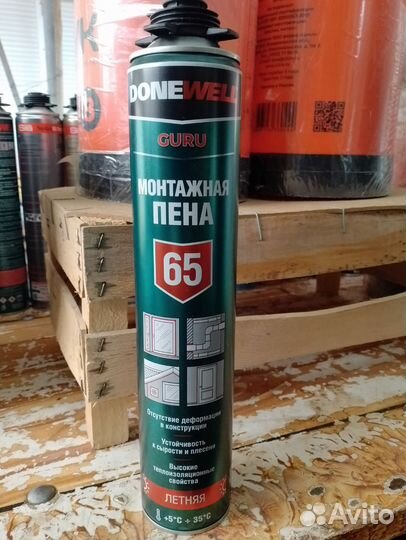 DONEWELL
GURU
МОНТАЖНАЯ
ПЕНА
65
Отсутствие деформации
в конструкции
Устойчивость
к сырости и плесени
Высокие
теплоизоляционные
свойства
ЛЕТНЯЯ
+5°C ÷ +35°C
Avito